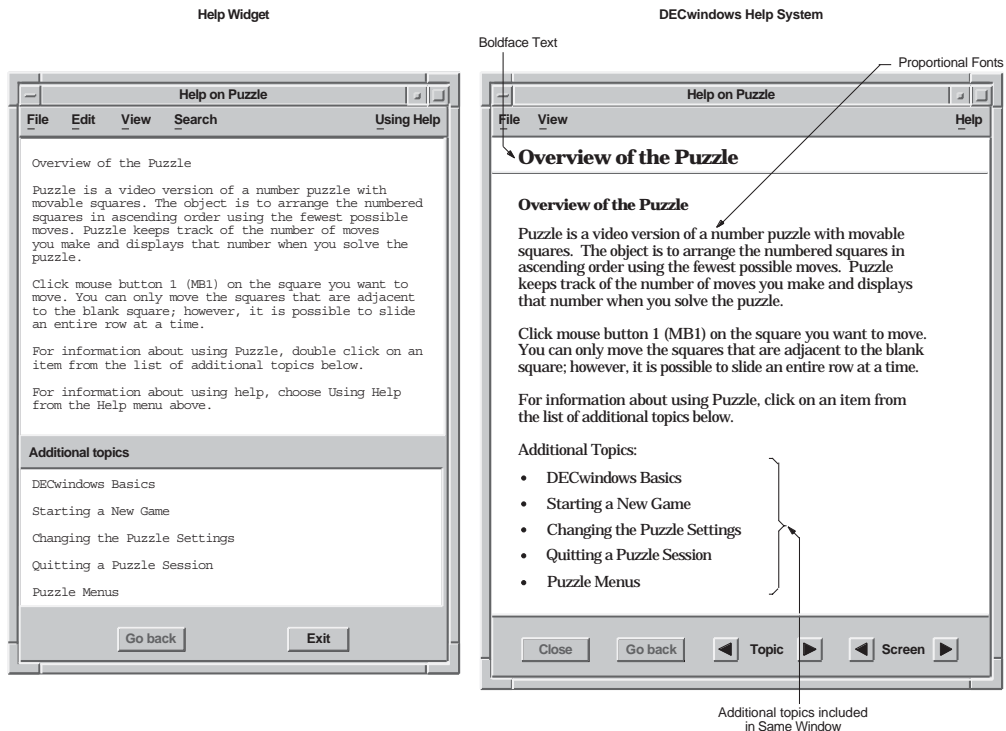 Help Widget
DECwindows Help System
Boldface Text
Proportional Fonts
Help on Puzzle
File Edit View Search Using Help
Overview of the Puzzle
Puzzle is a video version of a number puzzle with
movable squares. The object is to arrange the numbered
squares in ascending order using the fewest possible
moves. Puzzle keeps track of the number of moves
you make and displays that number when you solve the
puzzle.
Click mouse button 1 (MB1) on the square you want to
move. You can only move the squares that are adjacent
to the blank square; however, it is possible to slide
an entire row at a time.
For information about using Puzzle, double click on an
item from the list of additional topics below.
For information about using help, choose Using Help
from the Help menu above.
Additional topics
DECwindows Basics
Starting a New Game
Changing the Puzzle Settings
Quitting a Puzzle Session
Puzzle Menus
Go back Exit
Help on Puzzle
File View Help
Overview of the Puzzle
Overview of the Puzzle
Puzzle is a video version of a number puzzle with movable
squares. The object is to arrange the numbered squares in
ascending order using the fewest possible moves. Puzzle
keeps track of the number of moves you make and displays
that number when you solve the puzzle.
Click mouse button 1 (MB1) on the square you want to move.
You can only move the squares that are adjacent to the blank
square; however, it is possible to slide an entire row at a time.
For information about using Puzzle, click on an item from
the list of additional topics below.
Additional Topics:
• DECwindows Basics
• Starting a New Game
• Changing the Puzzle Settings
• Quitting a Puzzle Session
• Puzzle Menus
Close Go back Topic Screen
Additional topics included
in Same Window